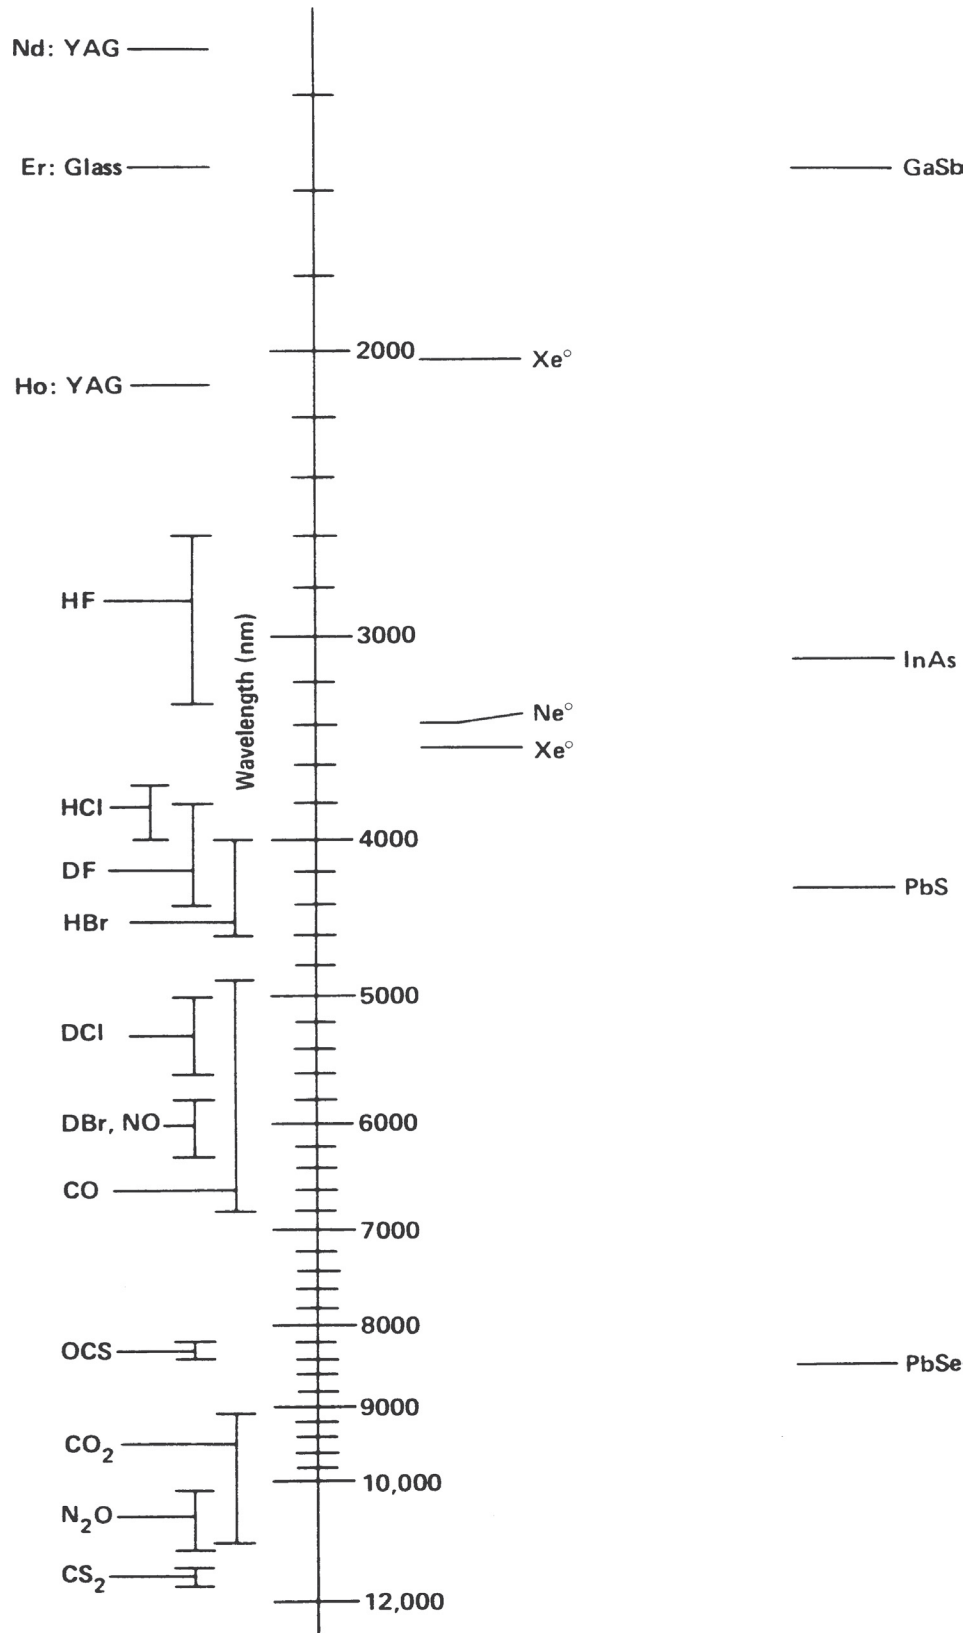 Nd: YAG
Er: Glass
GaSb
2000
Xe°
Ho: YAG
HF
Wavelength (nm)
3000
InAs
Ne°
Xe°
HCl
4000
DF
PbS
HBr
5000
DCl
DBr, NO
6000
CO
7000
8000
OCS
PbSe
9000
CO₂
10,000
N₂O
CS₂
12,000